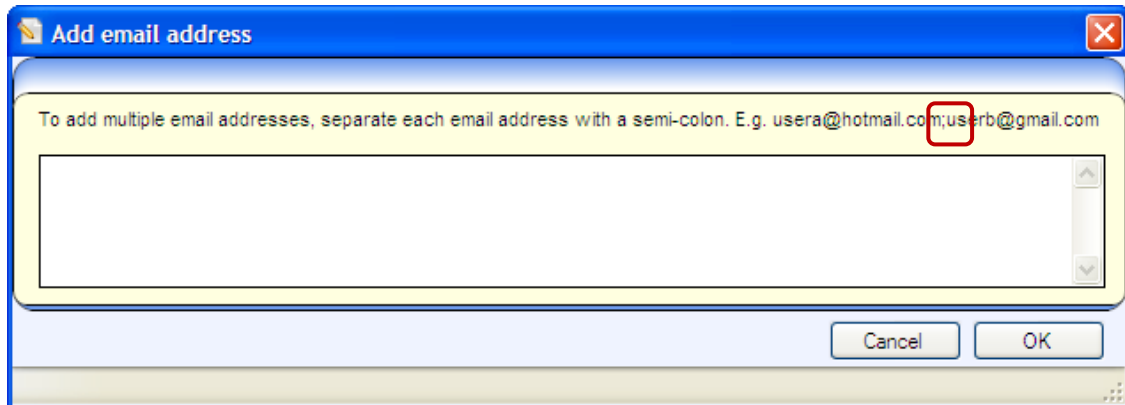 Add email address
To add multiple email addresses, separate each email address with a semi-colon. E.g. usera@hotmail.com;userb@gmail.com
Cancel OK